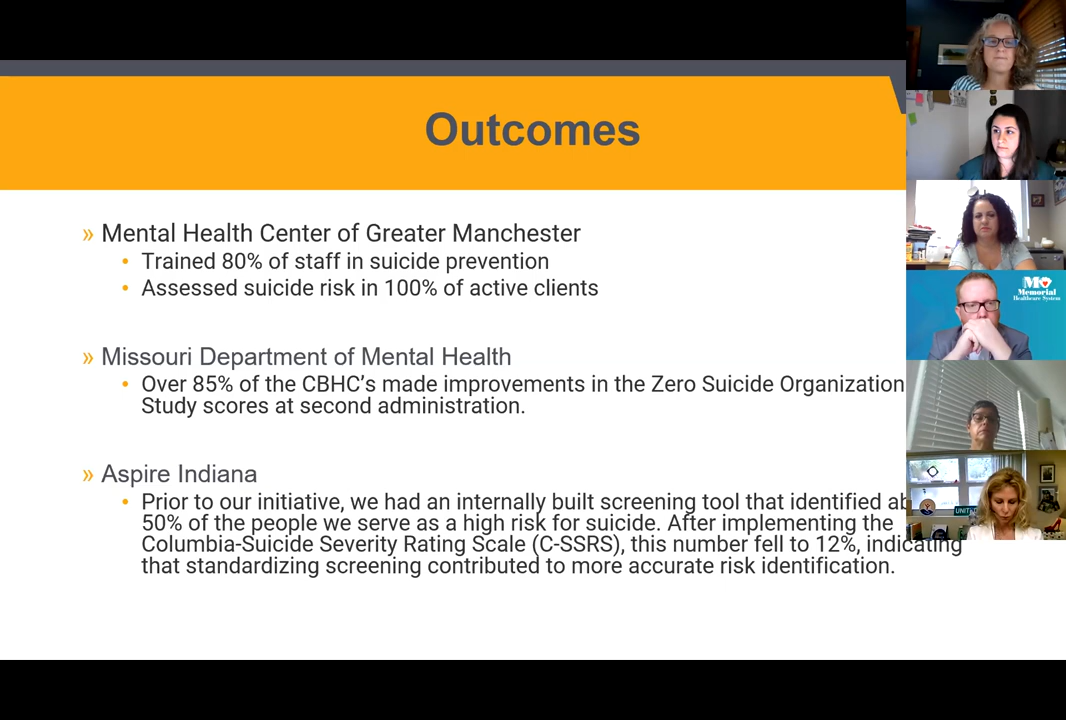 Outcomes
» Mental Health Center of Greater Manchester
• Trained 80% of staff in suicide prevention
• Assessed suicide risk in 100% of active clients
» Missouri Department of Mental Health
• Over 85% of the CBHC’s made improvements in the Zero Suicide Organization
Study scores at second administration.
» Aspire Indiana
• Prior to our initiative, we had an internally built screening tool that identified
50% of the people we serve as a high risk for suicide. After implementing the
Columbia-Suicide Severity Rating Scale (C-SSRS), this number fell to 12%, indicating
that standardizing screening contributed to more accurate risk identification.
Memorial
Healthcare System